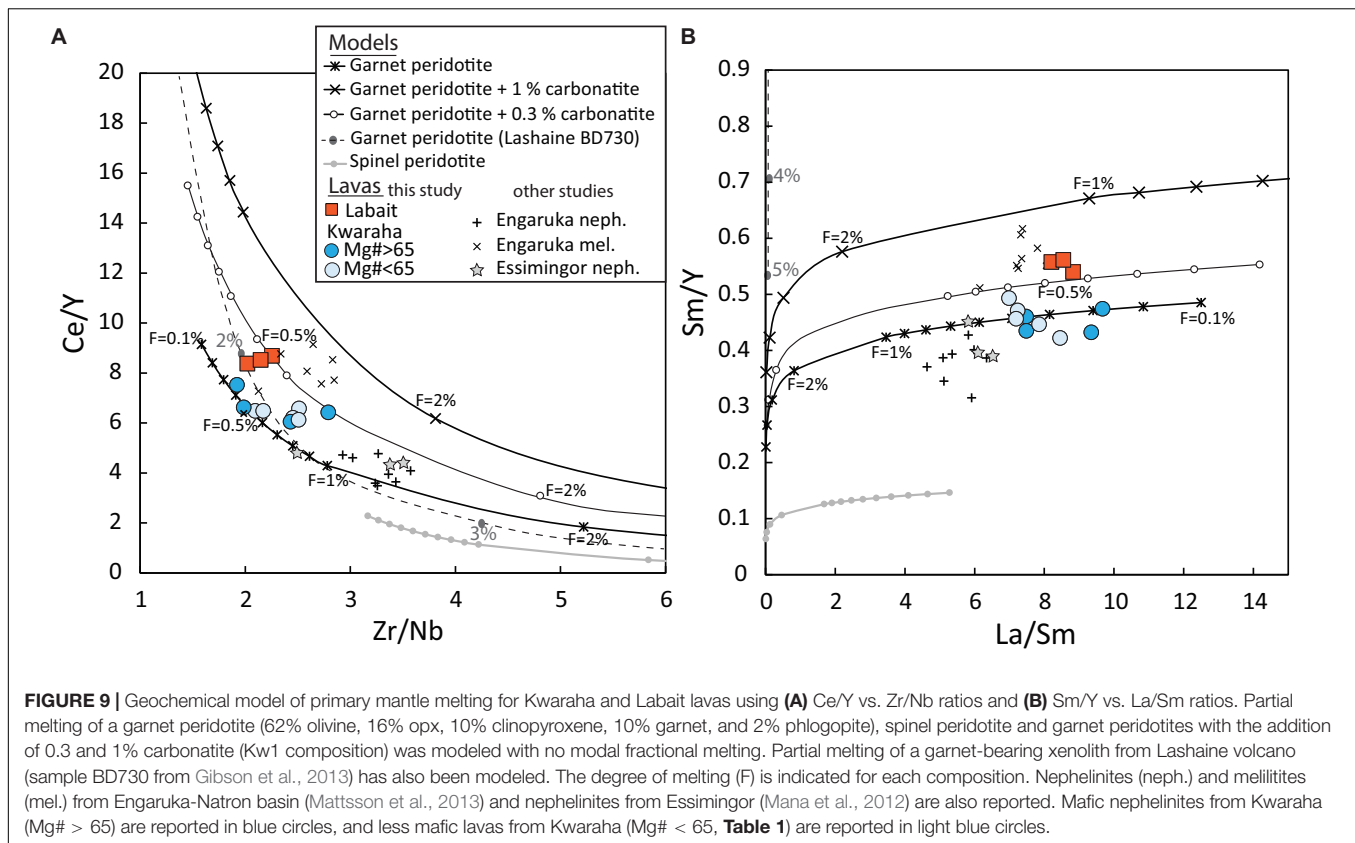 A
Ce/Y
20
18
16
14
12
10
8
6
4
2
0
1
2
3
4
5
6
Zr/Nb
F=0.1%
2%
F=0.5%
F=0.5%
F=1%
F=2%
F=2%
3%
F=2%
Models
Garnet peridotite
Garnet peridotite + 1 % carbonatite
Garnet peridotite + 0.3 % carbonatite
Garnet peridotite (Lashaine BD730)
Spinel peridotite
Lavas this study
other studies
Labait
Kwaraha
Mg#>65
Mg#<65
Engaruka neph.
Engaruka mel.
Essimingor neph.
B
Sm/Y
0.9
0.8
0.7
0.6
0.5
0.4
0.3
0.2
0.1
0
0
2
4
6
8
10
12
14
La/Sm
4%
5%
F=2%
F=1%
F=0.5%
F=1%
F=2%
F=0.1%
FIGURE 9 | Geochemical model of primary mantle melting for Kwaraha and Labait lavas using (A) Ce/Y vs. Zr/Nb ratios and (B) Sm/Y vs. La/Sm ratios. Partial
melting of a garnet peridotite (62% olivine, 16% opx, 10% clinopyroxene, 10% garnet, and 2% phlogopite), spinel peridotite and garnet peridotites with the addition
of 0.3 and 1% carbonatite (Kw1 composition) was modeled with no modal fractional melting. Partial melting of a garnet-bearing xenolith from Lashaine volcano
(sample BD730 from Gibson et al., 2013) has also been modeled. The degree of melting (F) is indicated for each composition. Nephelinites (neph.) and melilitites
(mel.) from Engaruka-Natron basin (Mattsson et al., 2013) and nephelinites from Essimingor (Mana et al., 2012) are also reported. Mafic nephelinites from Kwaraha
(Mg# > 65) are reported in blue circles, and less mafic lavas from Kwaraha (Mg# < 65, Table 1) are reported in light blue circles.